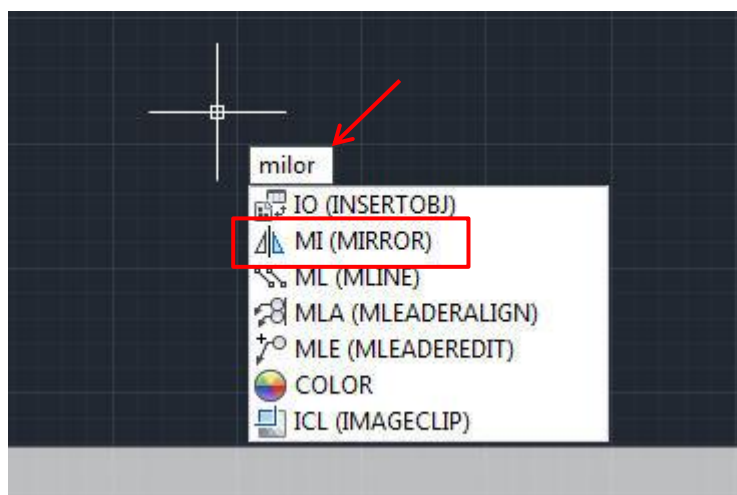 milor
IO (INSERTOBJ)
MI (MIRROR)
ML (MLINE)
MLA (MLEADERALIGN)
MLE (MLEADEREDIT)
COLOR
ICL (IMAGECLIP)